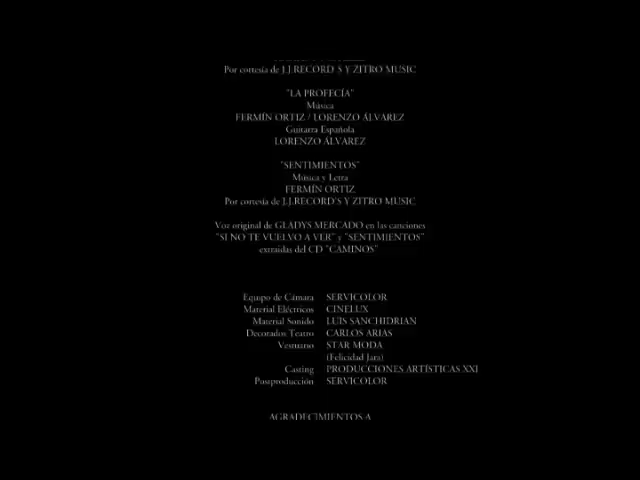 Por cortesía de J.J.RECORD´S Y ZITRO MUSIC
"LA PROFECÍA"
Música
FERMÍN ORTIZ / LORENZO ÁLVAREZ
Guitarra Española
LORENZO ÁLVAREZ
"SENTIMIENTOS"
Música y Letra
FERMÍN ORTIZ
Por cortesía de J.J.RECORD'S Y ZITRO MUSIC
Voz original de GLADYS MERCADO en las canciones
"SI NO TE VUELVO A VER" y "SENTIMIENTOS"
extraidas del CD "CAMINOS"
Equipo de Cámara SERVICOLOR
Material Eléctricos CINELUX
Material Sonido LUIS SANCHIDRIAN
Decorados Teatro CARLOS ARIAS
Vestuario STAR MODA
(Felicidad Jara)
Casting PRODUCCIONES ARTÍSTICAS XXI
Postproducción SERVICOLOR
AGRADECIMIENTOS A